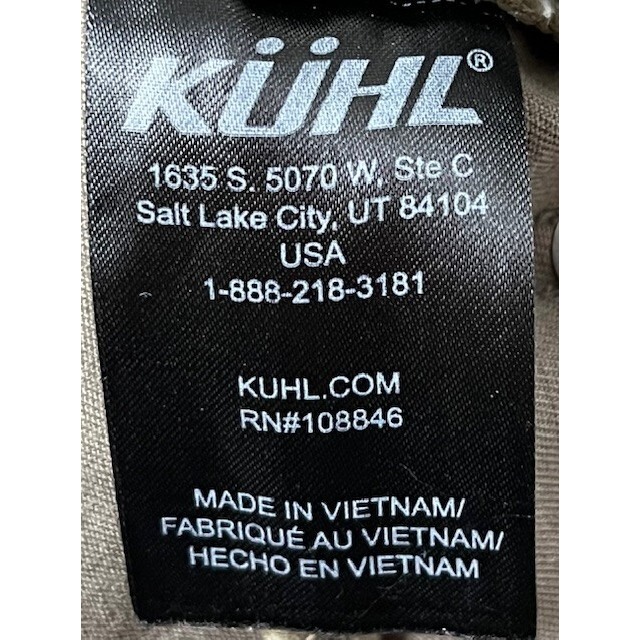 KÜHL®
1635 S. 5070 W, Ste C
Salt Lake City, UT 84104
USA
1-888-218-3181
KUHL.COM
RN#108846
MADE IN VIETNAM/
FABRIQUÉ AU VIETNAM/
HECHO EN VIETNAM